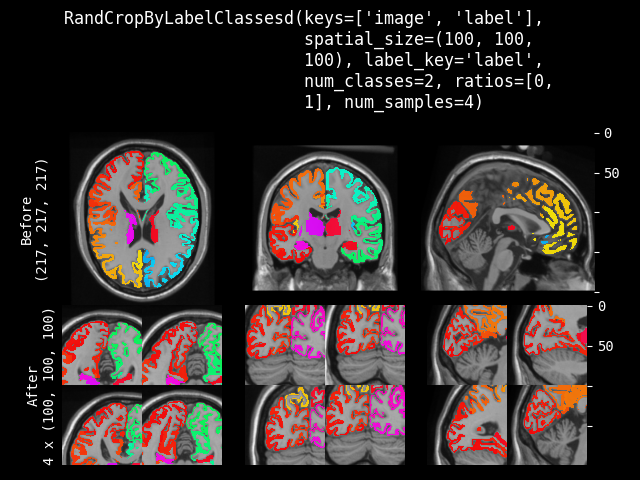 RandCropByLabelClassesd(keys=['image', 'label'],
spatial_size=(100, 100,
100), label_key='label',
num_classes=2, ratios=[0,
1], num_samples=4)
Before
(217, 217, 217)
0
50
After
4 x (100, 100, 100)
0
50